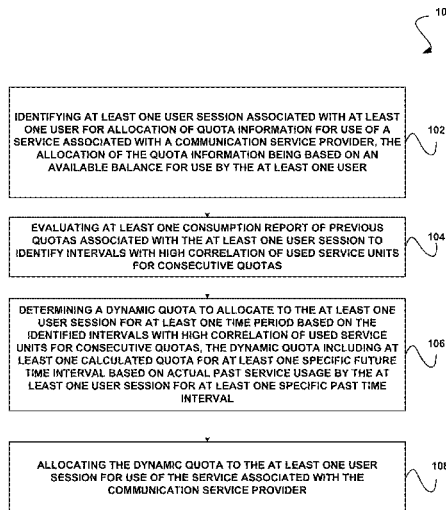 10
IDENTIFYING AT LEAST ONE USER SESSION ASSOCIATED WITH AT LEAST
ONE USER FOR ALLOCATION OF QUOTA INFORMATION FOR USE OF A
SERVICE ASSOCIATED WITH A COMMUNICATION SERVICE PROVIDER, THE
ALLOCATION OF THE QUOTA INFORMATION BEING BASED ON AN
AVAILABLE BALANCE FOR USE BY THE AT LEAST ONE USER
102
EVALUATING AT LEAST ONE CONSUMPTION REPORT OF PREVIOUS
QUOTAS ASSOCIATED WITH THE AT LEAST ONE USER SESSION TO
IDENTIFY INTERVALS WITH HIGH CORRELATION OF USED SERVICE UNITS
FOR CONSECUTIVE QUOTAS
104
DETERMINING A DYNAMIC QUOTA TO ALLOCATE TO THE AT LEAST ONE
USER SESSION FOR AT LEAST ONE TIME PERIOD BASED ON THE
IDENTIFIED INTERVALS WITH HIGH CORRELATION OF USED SERVICE
UNITS FOR CONSECUTIVE QUOTAS, THE DYNAMIC QUOTA INCLUDING AT
LEAST ONE CALCULATED QUOTA FOR AT LEAST ONE SPECIFIC FUTURE
TIME INTERVAL BASED ON ACTUAL PAST SERVICE USAGE BY THE AT
LEAST ONE USER SESSION FOR AT LEAST ONE SPECIFIC PAST TIME
INTERVAL
106
ALLOCATING THE DYNAMIC QUOTA TO THE AT LEAST ONE USER
SESSION FOR USE OF THE SERVICE ASSOCIATED WITH THE
COMMUNICATION SERVICE PROVIDER
108